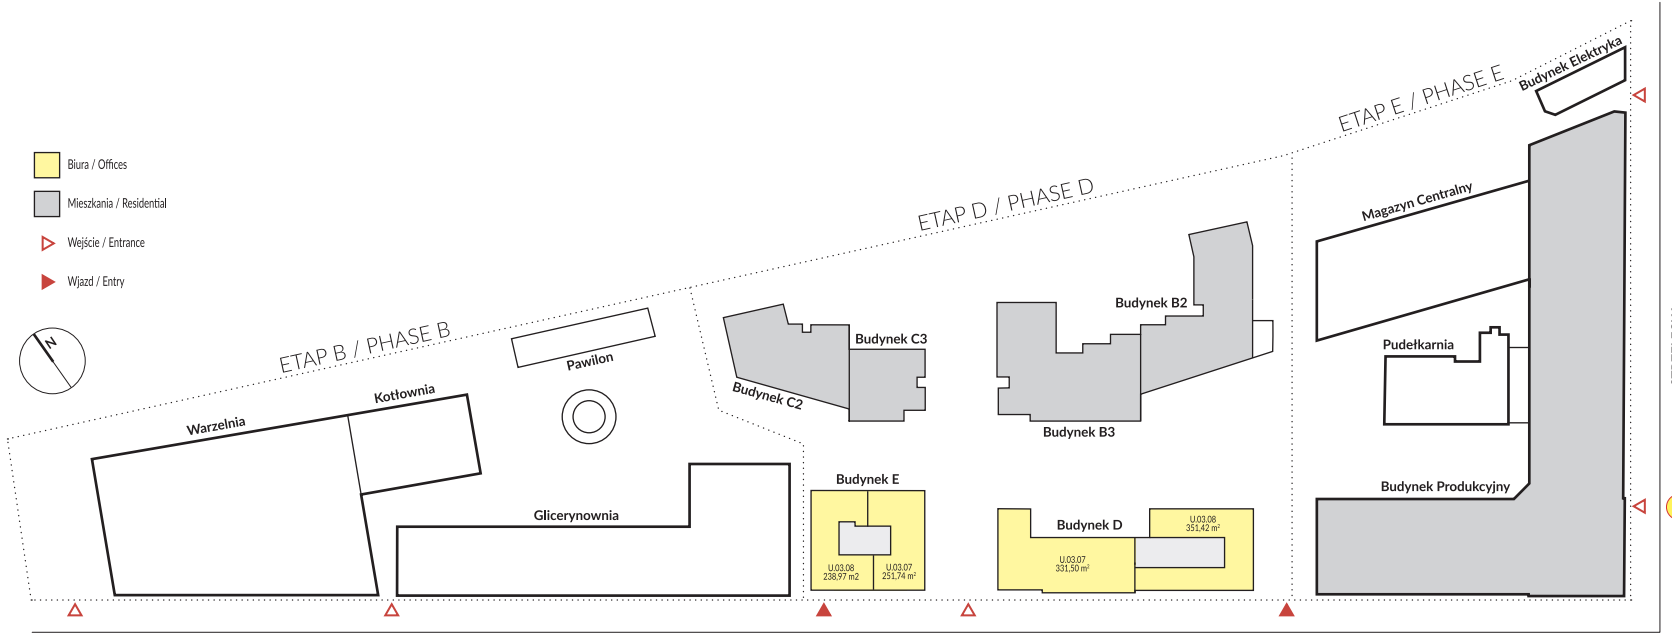 Budynek Elektryka
ETAP E / PHASE E
Biura / Offices
Mieszkania / Residential
Wejście / Entrance
Wjazd / Entry
N
ETAP D / PHASE D
Magazyn Centralny
Budynek B2
ETAP B / PHASE B
Budynek C3
Pudełkarnia
Pawilon
Kotłownia
Budynek C2
Warzelnia
Budynek B3
Budynek E
Budynek Produkcyjny
Glicerynownia
Budynek D
U.03.08
351,42 m²
U.03.07
331,50 m²
U.03.08
238,97 m2
U.03.07
251,74 m²